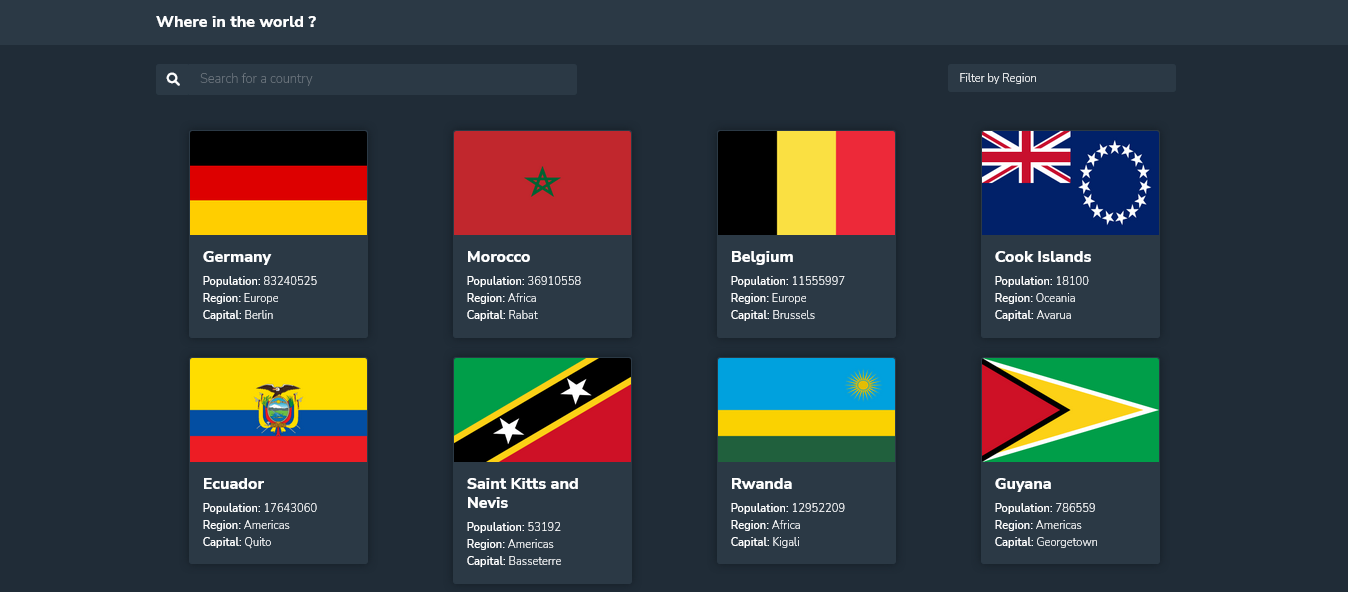 Where in the world ?
Search for a country
Filter by Region
Germany
Population: 83240525
Region: Europe
Capital: Berlin
Morocco
Population: 36910558
Region: Africa
Capital: Rabat
Belgium
Population: 11555997
Region: Europe
Capital: Brussels
Cook Islands
Population: 18100
Region: Oceania
Capital: Avarua
Ecuador
Population: 17643060
Region: Americas
Capital: Quito
Saint Kitts and
Nevis
Population: 53192
Region: Americas
Capital: Basseterre
Rwanda
Population: 12952209
Region: Africa
Capital: Kigali
Guyana
Population: 786559
Region: Americas
Capital: Georgetown